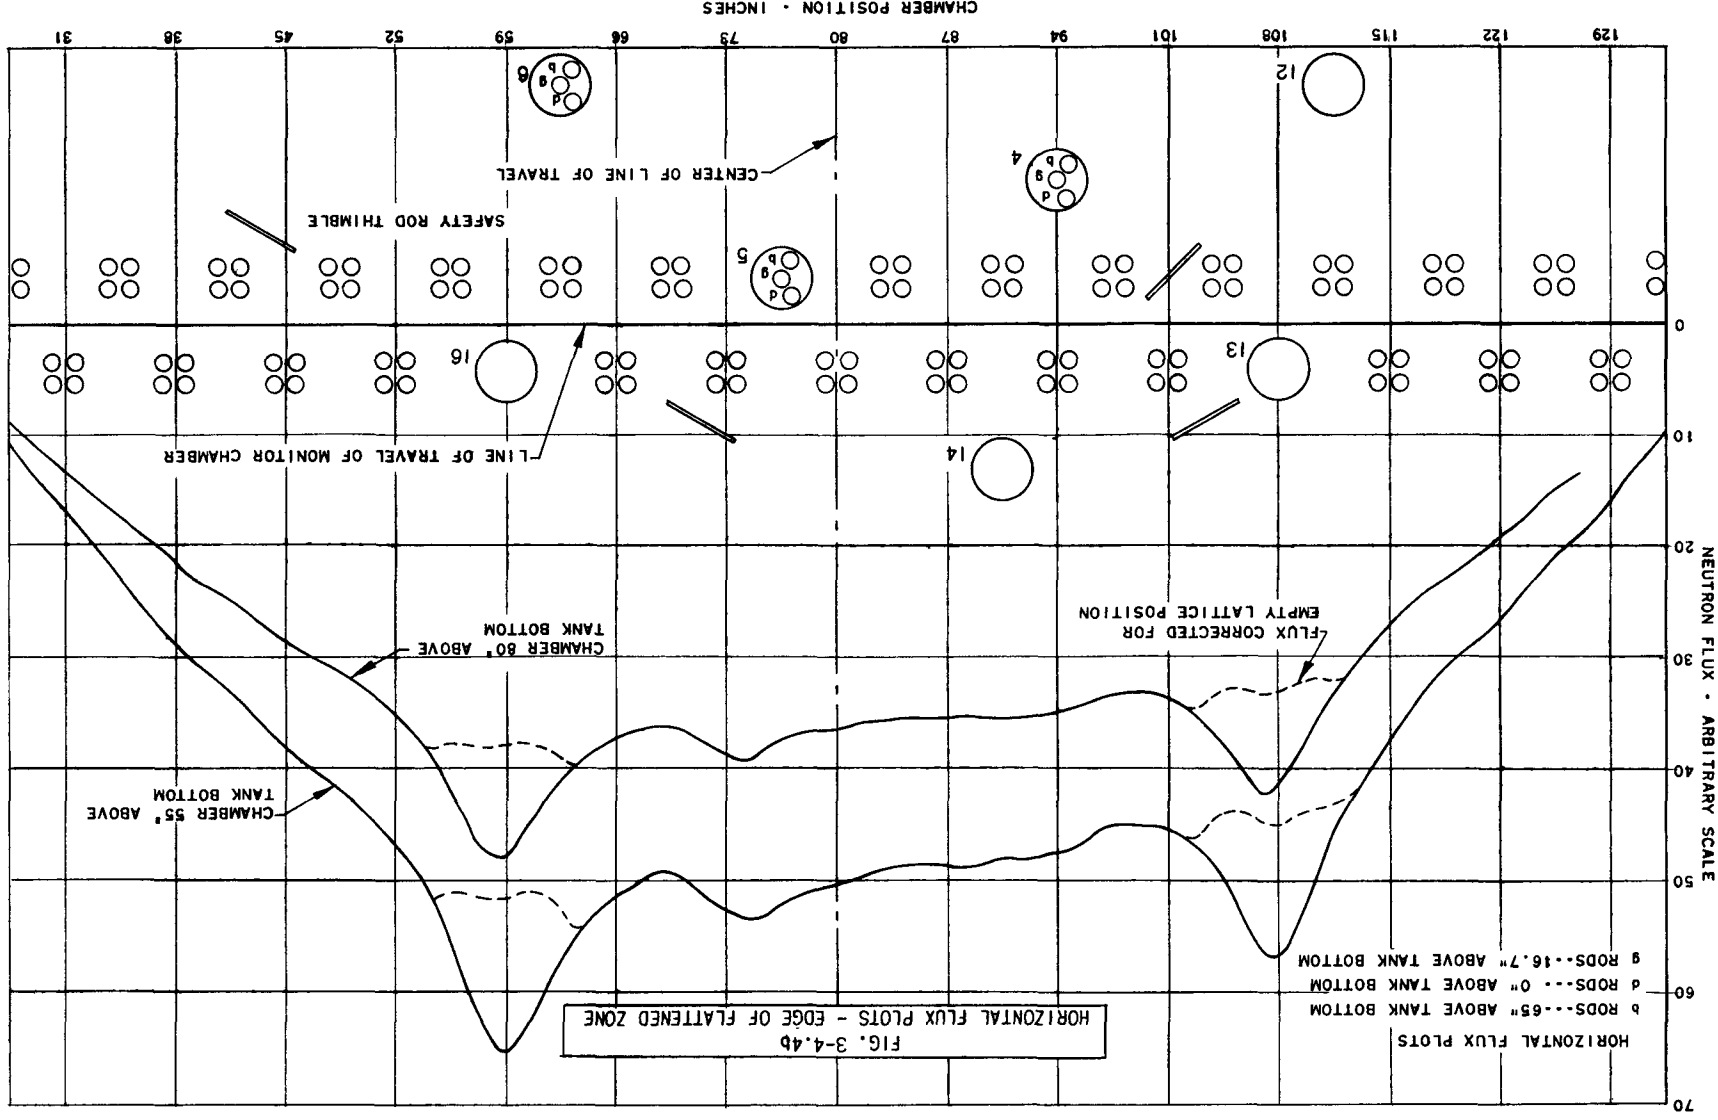 70
HORIZONTAL FLUX PLOTS
b RODS---65" ABOVE TANK BOTTOM
d RODS--- 0" ABOVE TANK BOTTOM
g RODS---16.7" ABOVE TANK BOTTOM
FIG. 3-4.4b
HORIZONTAL FLUX PLOTS - EDGE OF FLATTENED ZONE
60
50
CHAMBER 55" ABOVE
TANK BOTTOM
40
NEUTRON FLUX - ARBITRARY SCALE
30
CHAMBER 80" ABOVE
TANK BOTTOM
FLUX CORRECTED FOR
EMPTY LATTICE POSITION
20
10
14
LINE OF TRAVEL OF MONITOR CHAMBER
13
16
0
d
g
b
5
SAFETY ROD THIMBLE
d
g
b
4
CENTER OF LINE OF TRAVEL
12
d
g
b
129 122 115 108 101 94 87 80 73 66 59 52 45 38 31
CHAMBER POSITION - INCHES